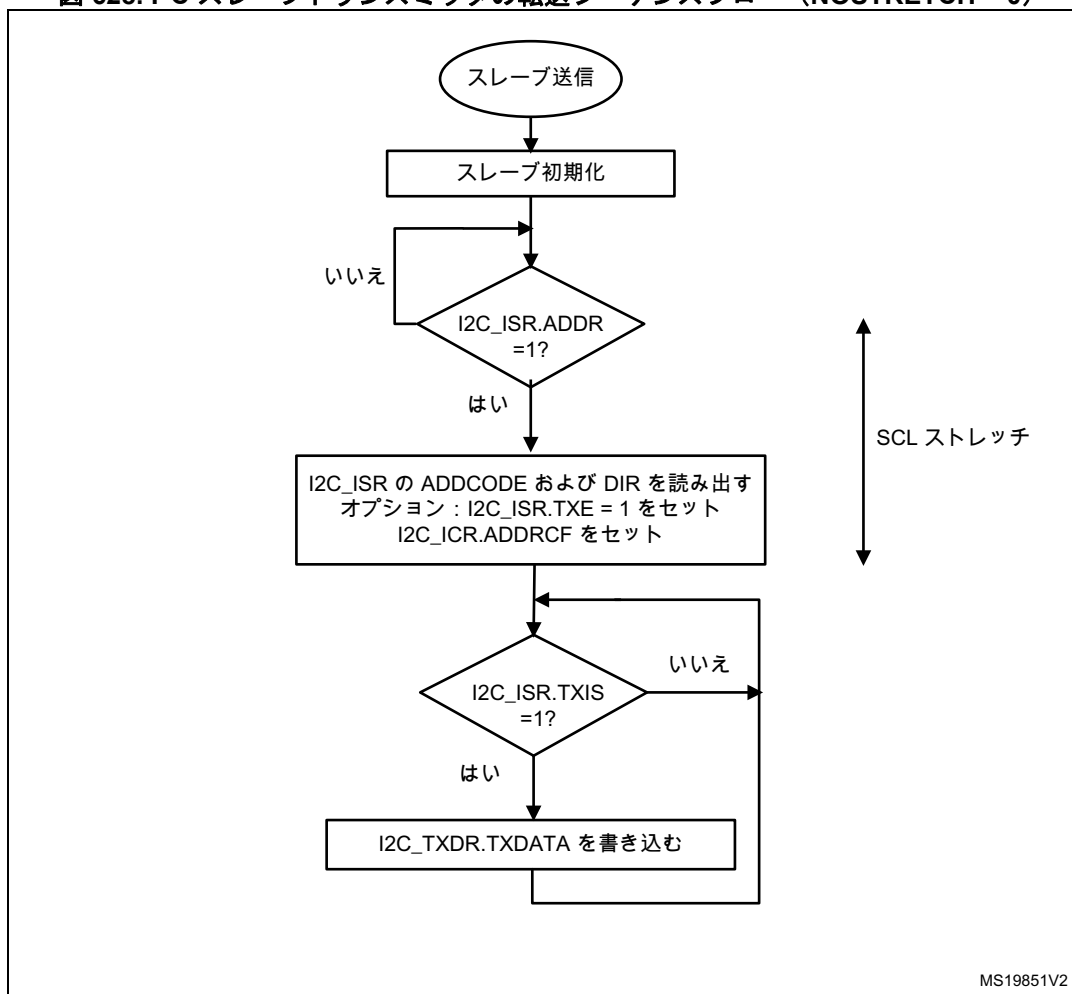 スレーブ送信
スレーブ初期化
いいえ
I2C_ISR.ADDR
=1?
はい
SCL ストレッチ
I2C_ISR の ADDCODE および DIR を読み出す
オプション：I2C_ISR.TXE = 1 をセット
I2C_ICR.ADDRCF をセット
いいえ
I2C_ISR.TXIS
=1?
はい
I2C_TXDR.TXDATA を書き込む
MS19851V2